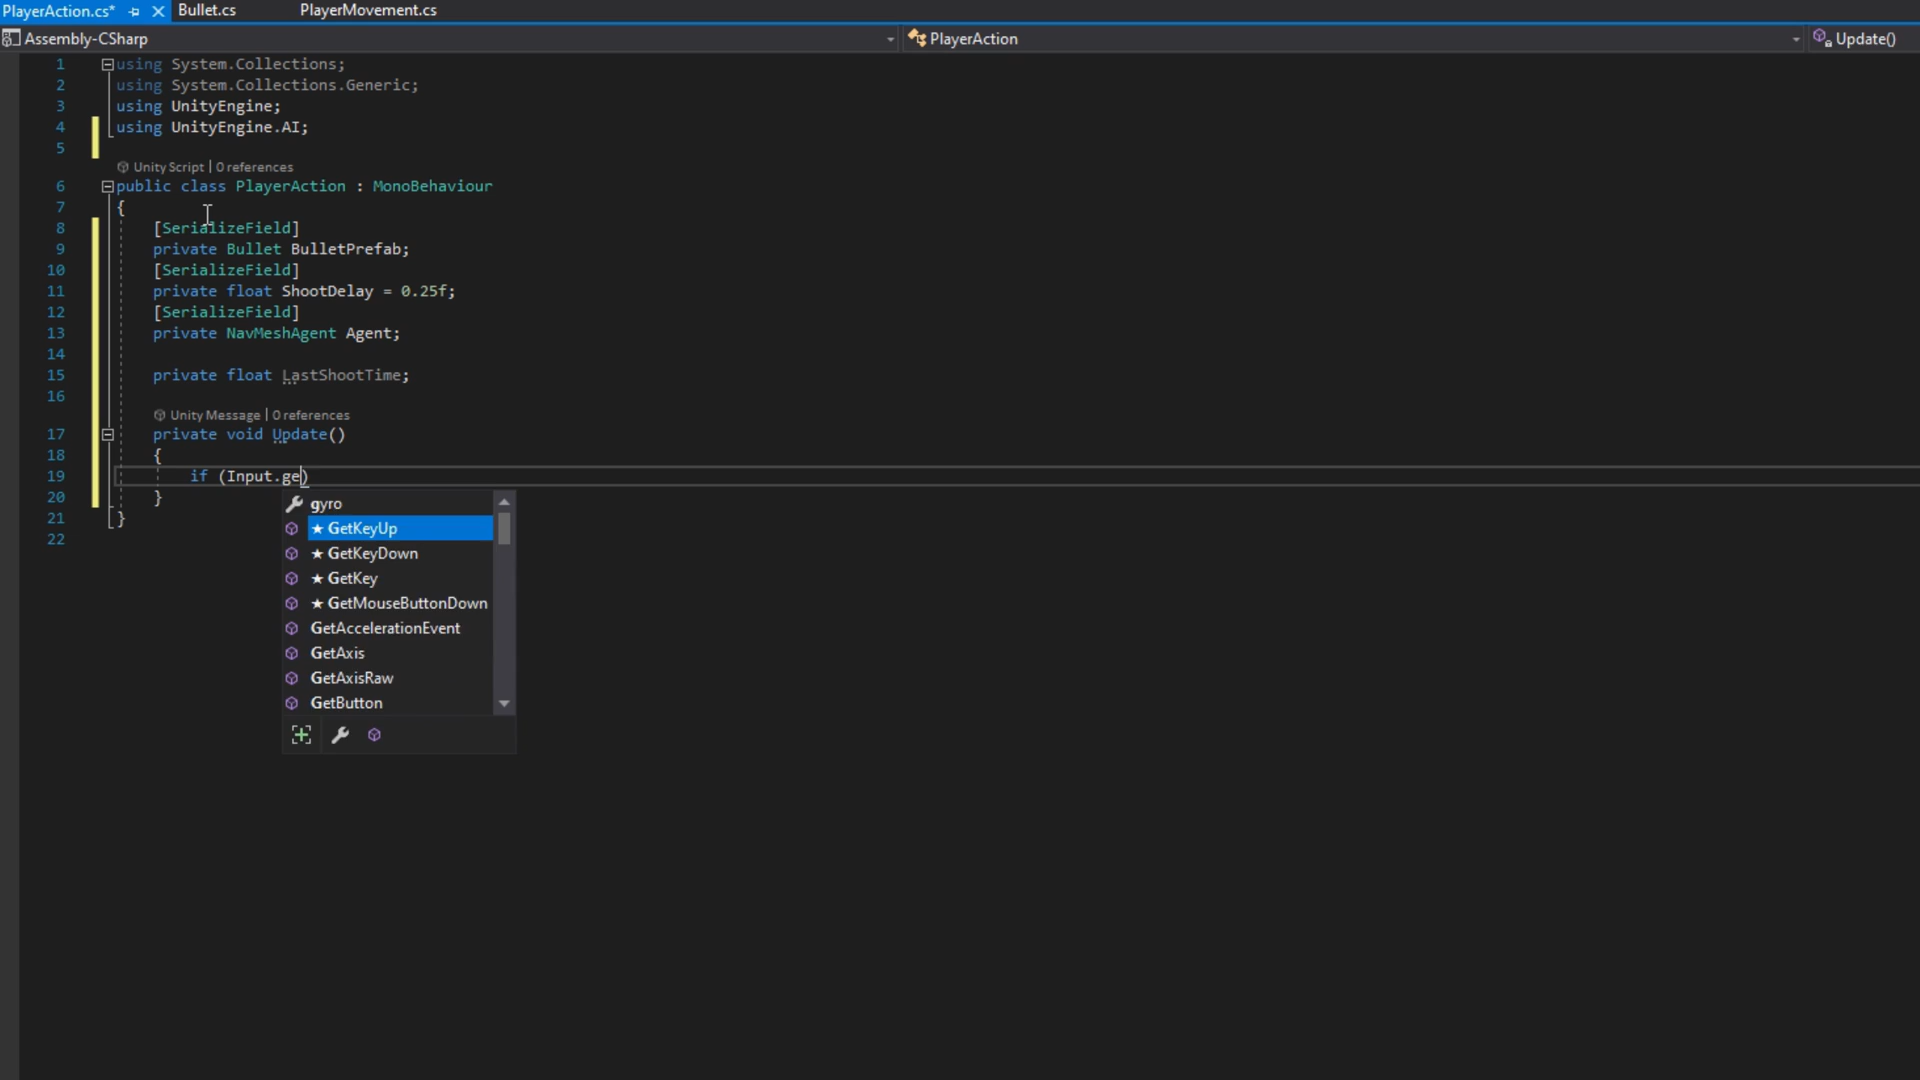 PlayerAction.cs* Bullet.cs PlayerMovement.cs
Assembly-CSharp PlayerAction Update()
1 using System.Collections;
2 using System.Collections.Generic;
3 using UnityEngine;
4 using UnityEngine.AI;
5
Unity Script | 0 references
6 public class PlayerAction : MonoBehaviour
7 {
8 [SerializeField]
9 private Bullet BulletPrefab;
10 [SerializeField]
11 private float ShootDelay = 0.25f;
12 [SerializeField]
13 private NavMeshAgent Agent;
14
15 private float LastShootTime;
16
Unity Message | 0 references
17 private void Update()
18 {
19 if (Input.ge)
20 }
21 }
22
gyro
★ GetKeyUp
★ GetKeyDown
★ GetKey
★ GetMouseButtonDown
GetAccelerationEvent
GetAxis
GetAxisRaw
GetButton